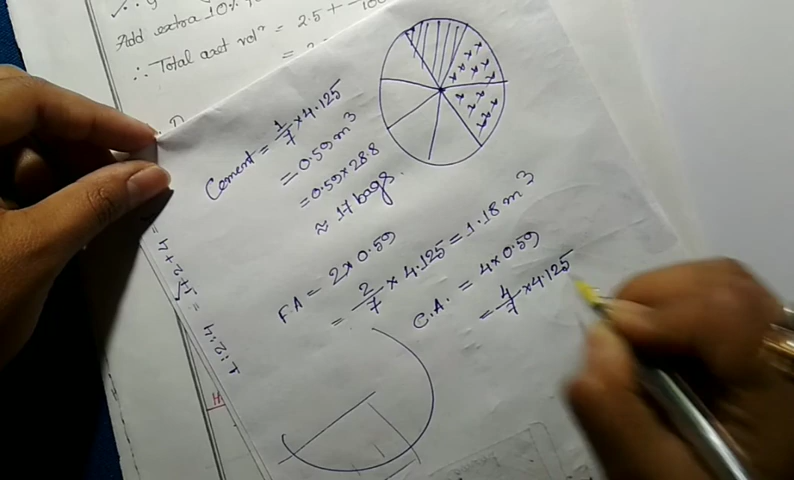 Add extra 10%
∴ Total act vol^n = 2.5 +
=
Cement = 1/7 × 4.125
= 0.59 m³
= 0.59 × 28.8
≈ 17 bags.
FA = 2 × 0.59
= 2/7 × 4.125 = 1.18 m³
C.A. = 4 × 0.59
= 4/7 × 4.125
1:2:4
= 1+2+4